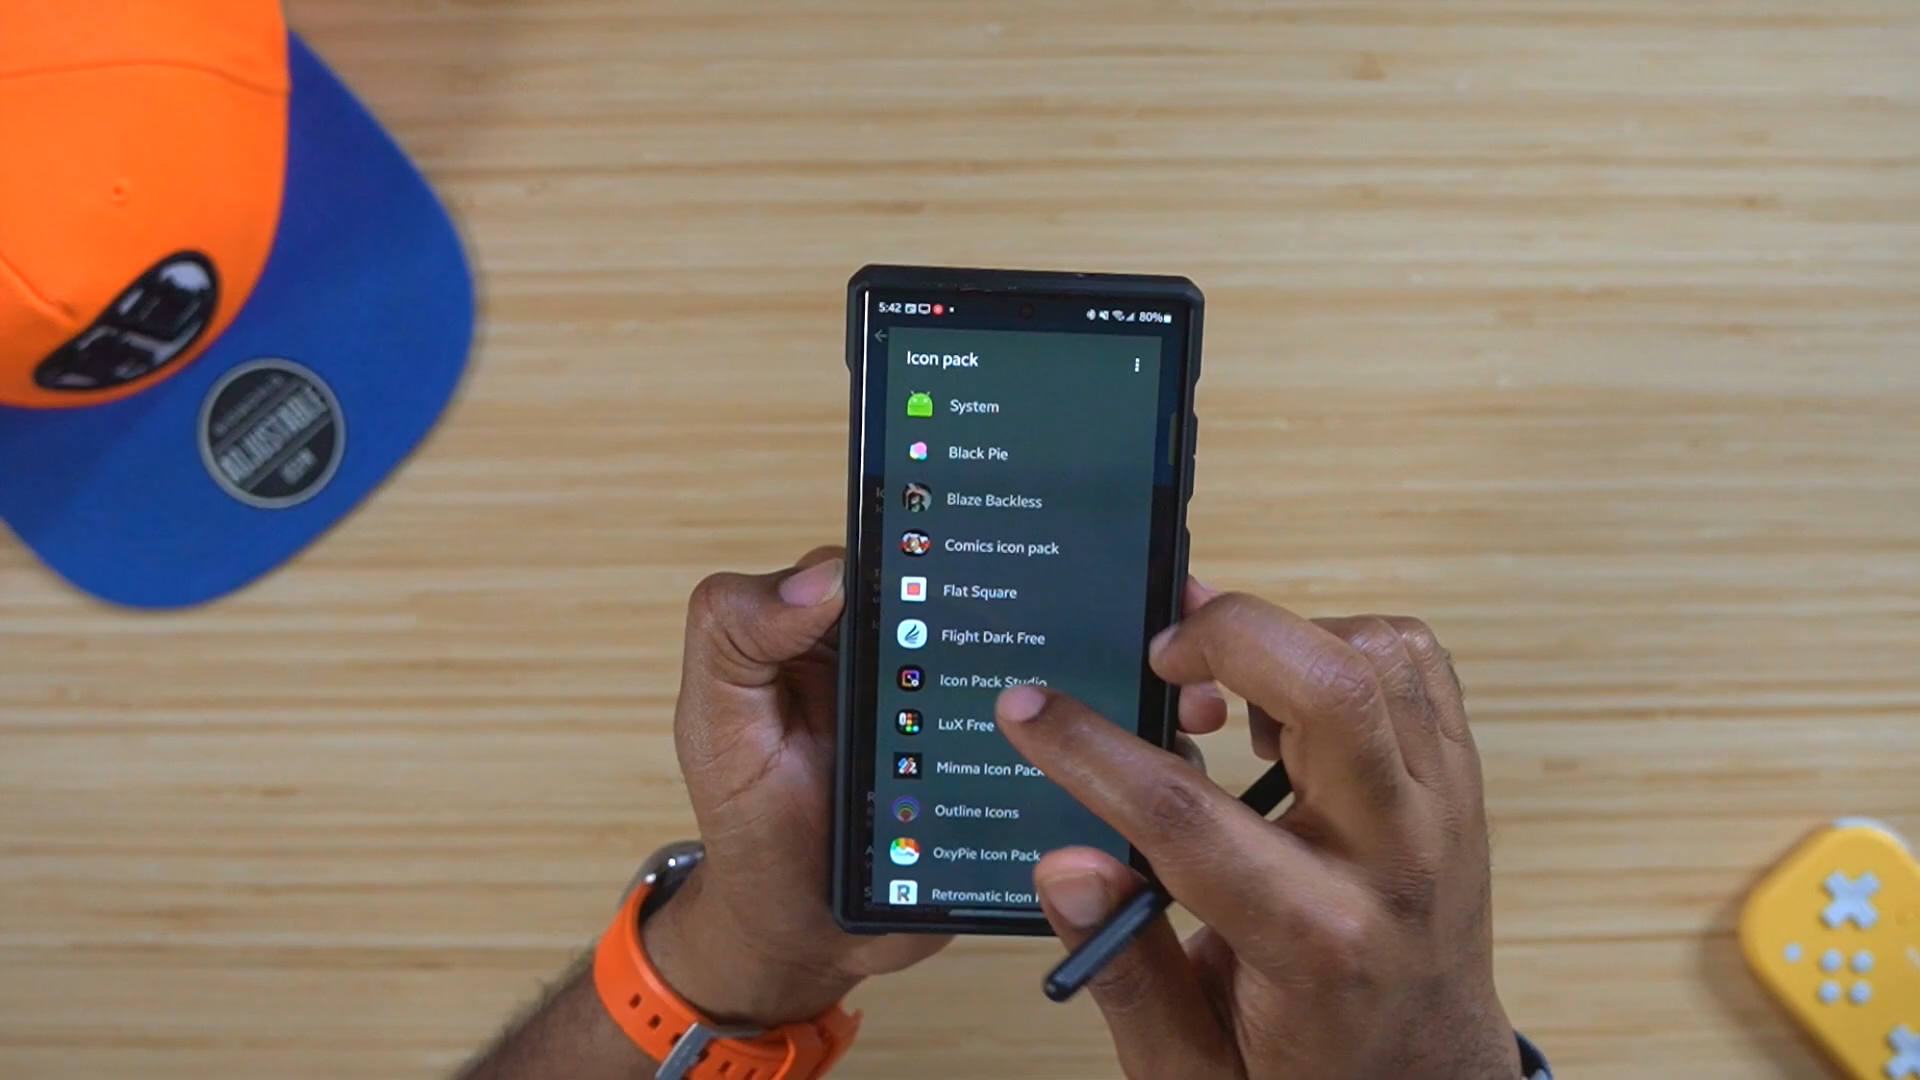 5:42
80%
Icon pack
System
Black Pie
Blaze Backless
Comics icon pack
Flat Square
Flight Dark Free
Icon Pack Studio
LuX Free
Minma Icon Pack
Outline Icons
OxyPie Icon Pack
Retromatic Icon
ADJUSTABLE